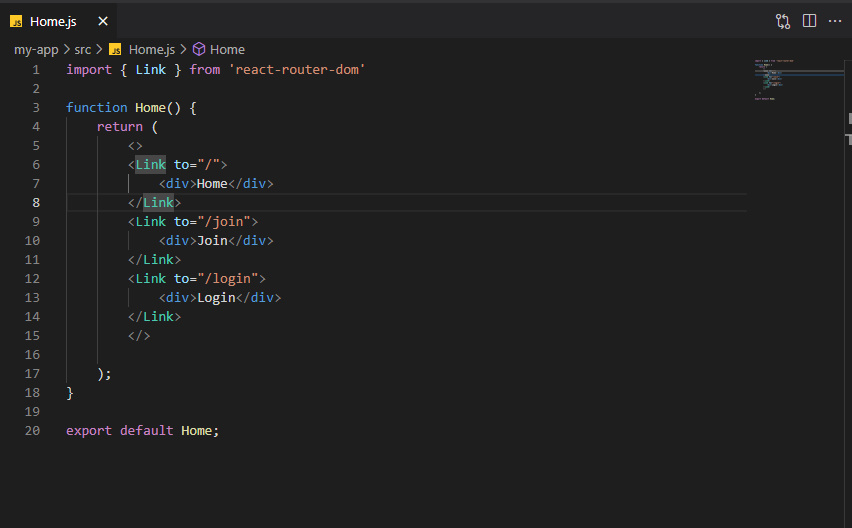 JS Home.js ×
my-app > src > JS Home.js > Home
1 import { Link } from 'react-router-dom'
2
3 function Home() {
4     return (
5         <>
6         <Link to="/">
7             <div>Home</div>
8         </Link>
9         <Link to="/join">
10             <div>Join</div>
11         </Link>
12         <Link to="/login">
13             <div>Login</div>
14         </Link>
15         </>
16
17     );
18 }
19
20 export default Home;